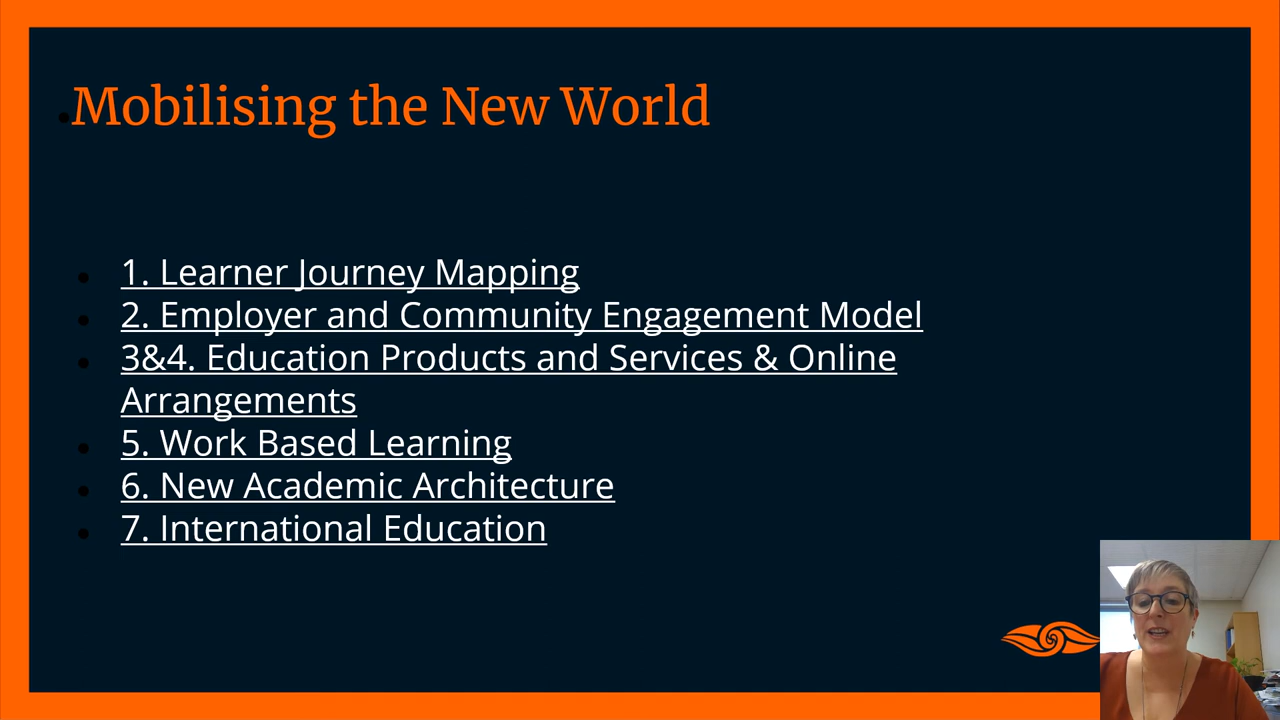 Mobilising the New World
1. Learner Journey Mapping
2. Employer and Community Engagement Model
3&4. Education Products and Services & Online
Arrangements
5. Work Based Learning
6. New Academic Architecture
7. International Education